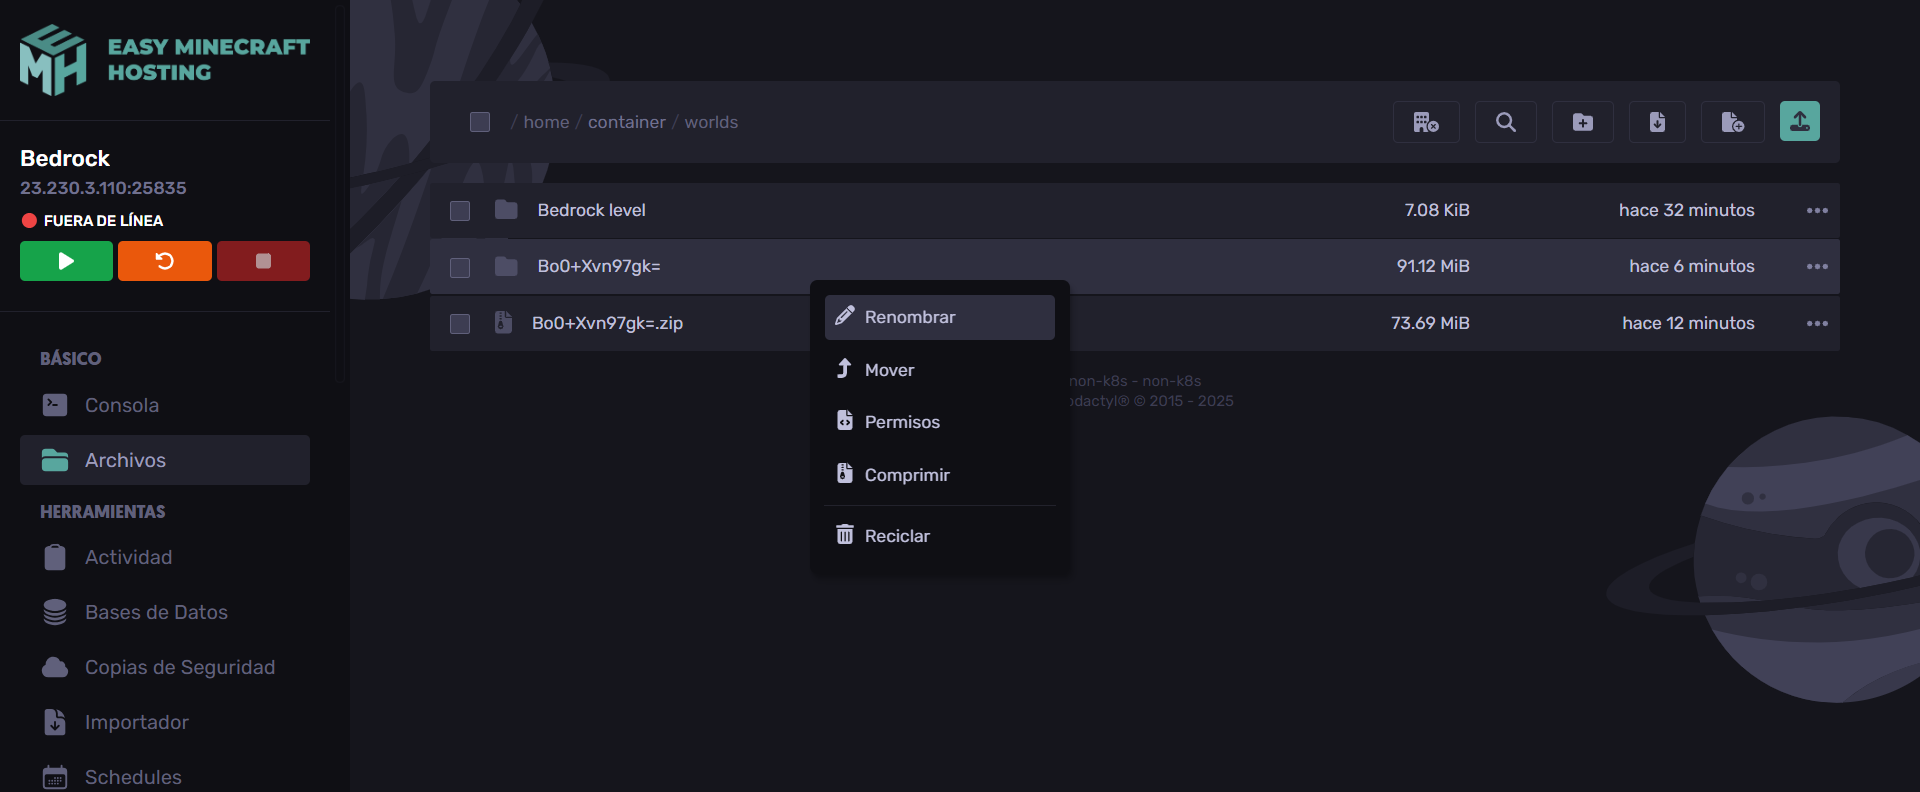 EASY MINECRAFT
HOSTING
Bedrock
23.230.3.110:25835
FUERA DE LÍNEA
BÁSICO
Consola
Archivos
HERRAMIENTAS
Actividad
Bases de Datos
Copias de Seguridad
Importador
Schedules
/ home / container / worlds
Bedrock level 7.08 KiB hace 32 minutos
Bo0+Xvn97gk= 91.12 MiB hace 6 minutos
Bo0+Xvn97gk=.zip 73.69 MiB hace 12 minutos
Renombrar
Mover
Permisos
Comprimir
Reciclar
non-k8s - non-k8s
odactyl® © 2015 - 2025